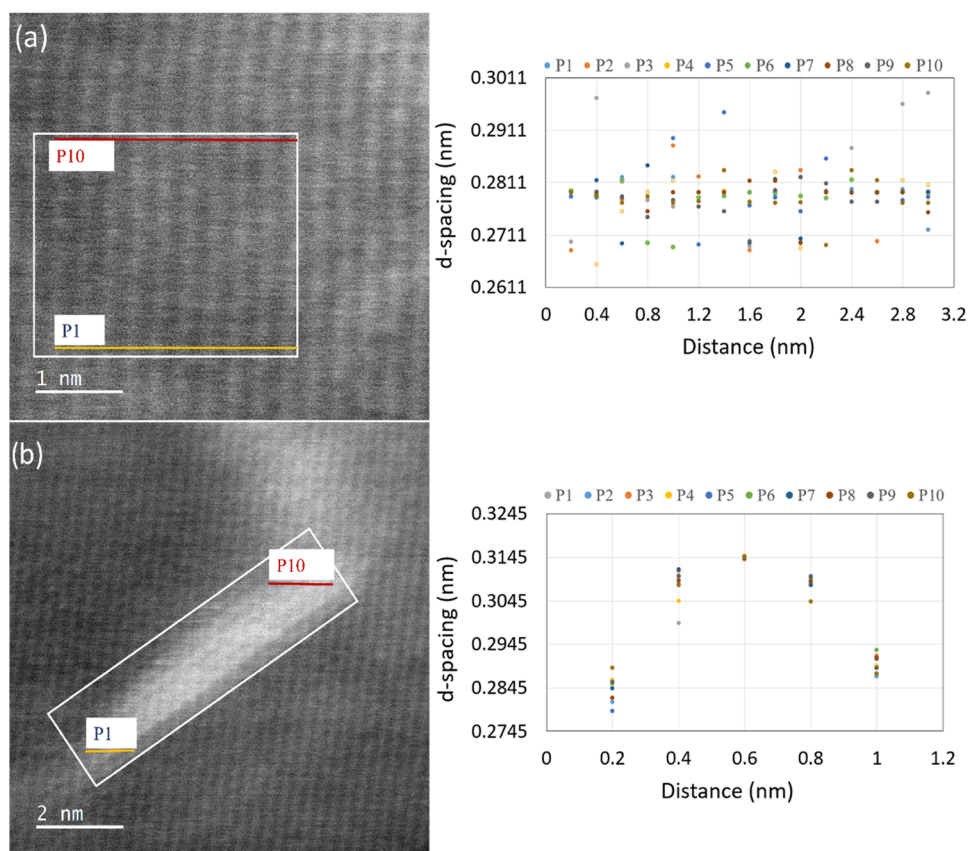 (a)
P10
P1
1 nm
P1 P2 P3 P4 P5 P6 P7 P8 P9 P10
0.3011
0.2911
0.2811
0.2711
0.2611
d-spacing (nm)
0 0.4 0.8 1.2 1.6 2 2.4 2.8 3.2
Distance (nm)
(b)
P10
P1
2 nm
P1 P2 P3 P4 P5 P6 P7 P8 P9 P10
0.3245
0.3145
0.3045
0.2945
0.2845
0.2745
d-spacing (nm)
0 0.2 0.4 0.6 0.8 1 1.2
Distance (nm)